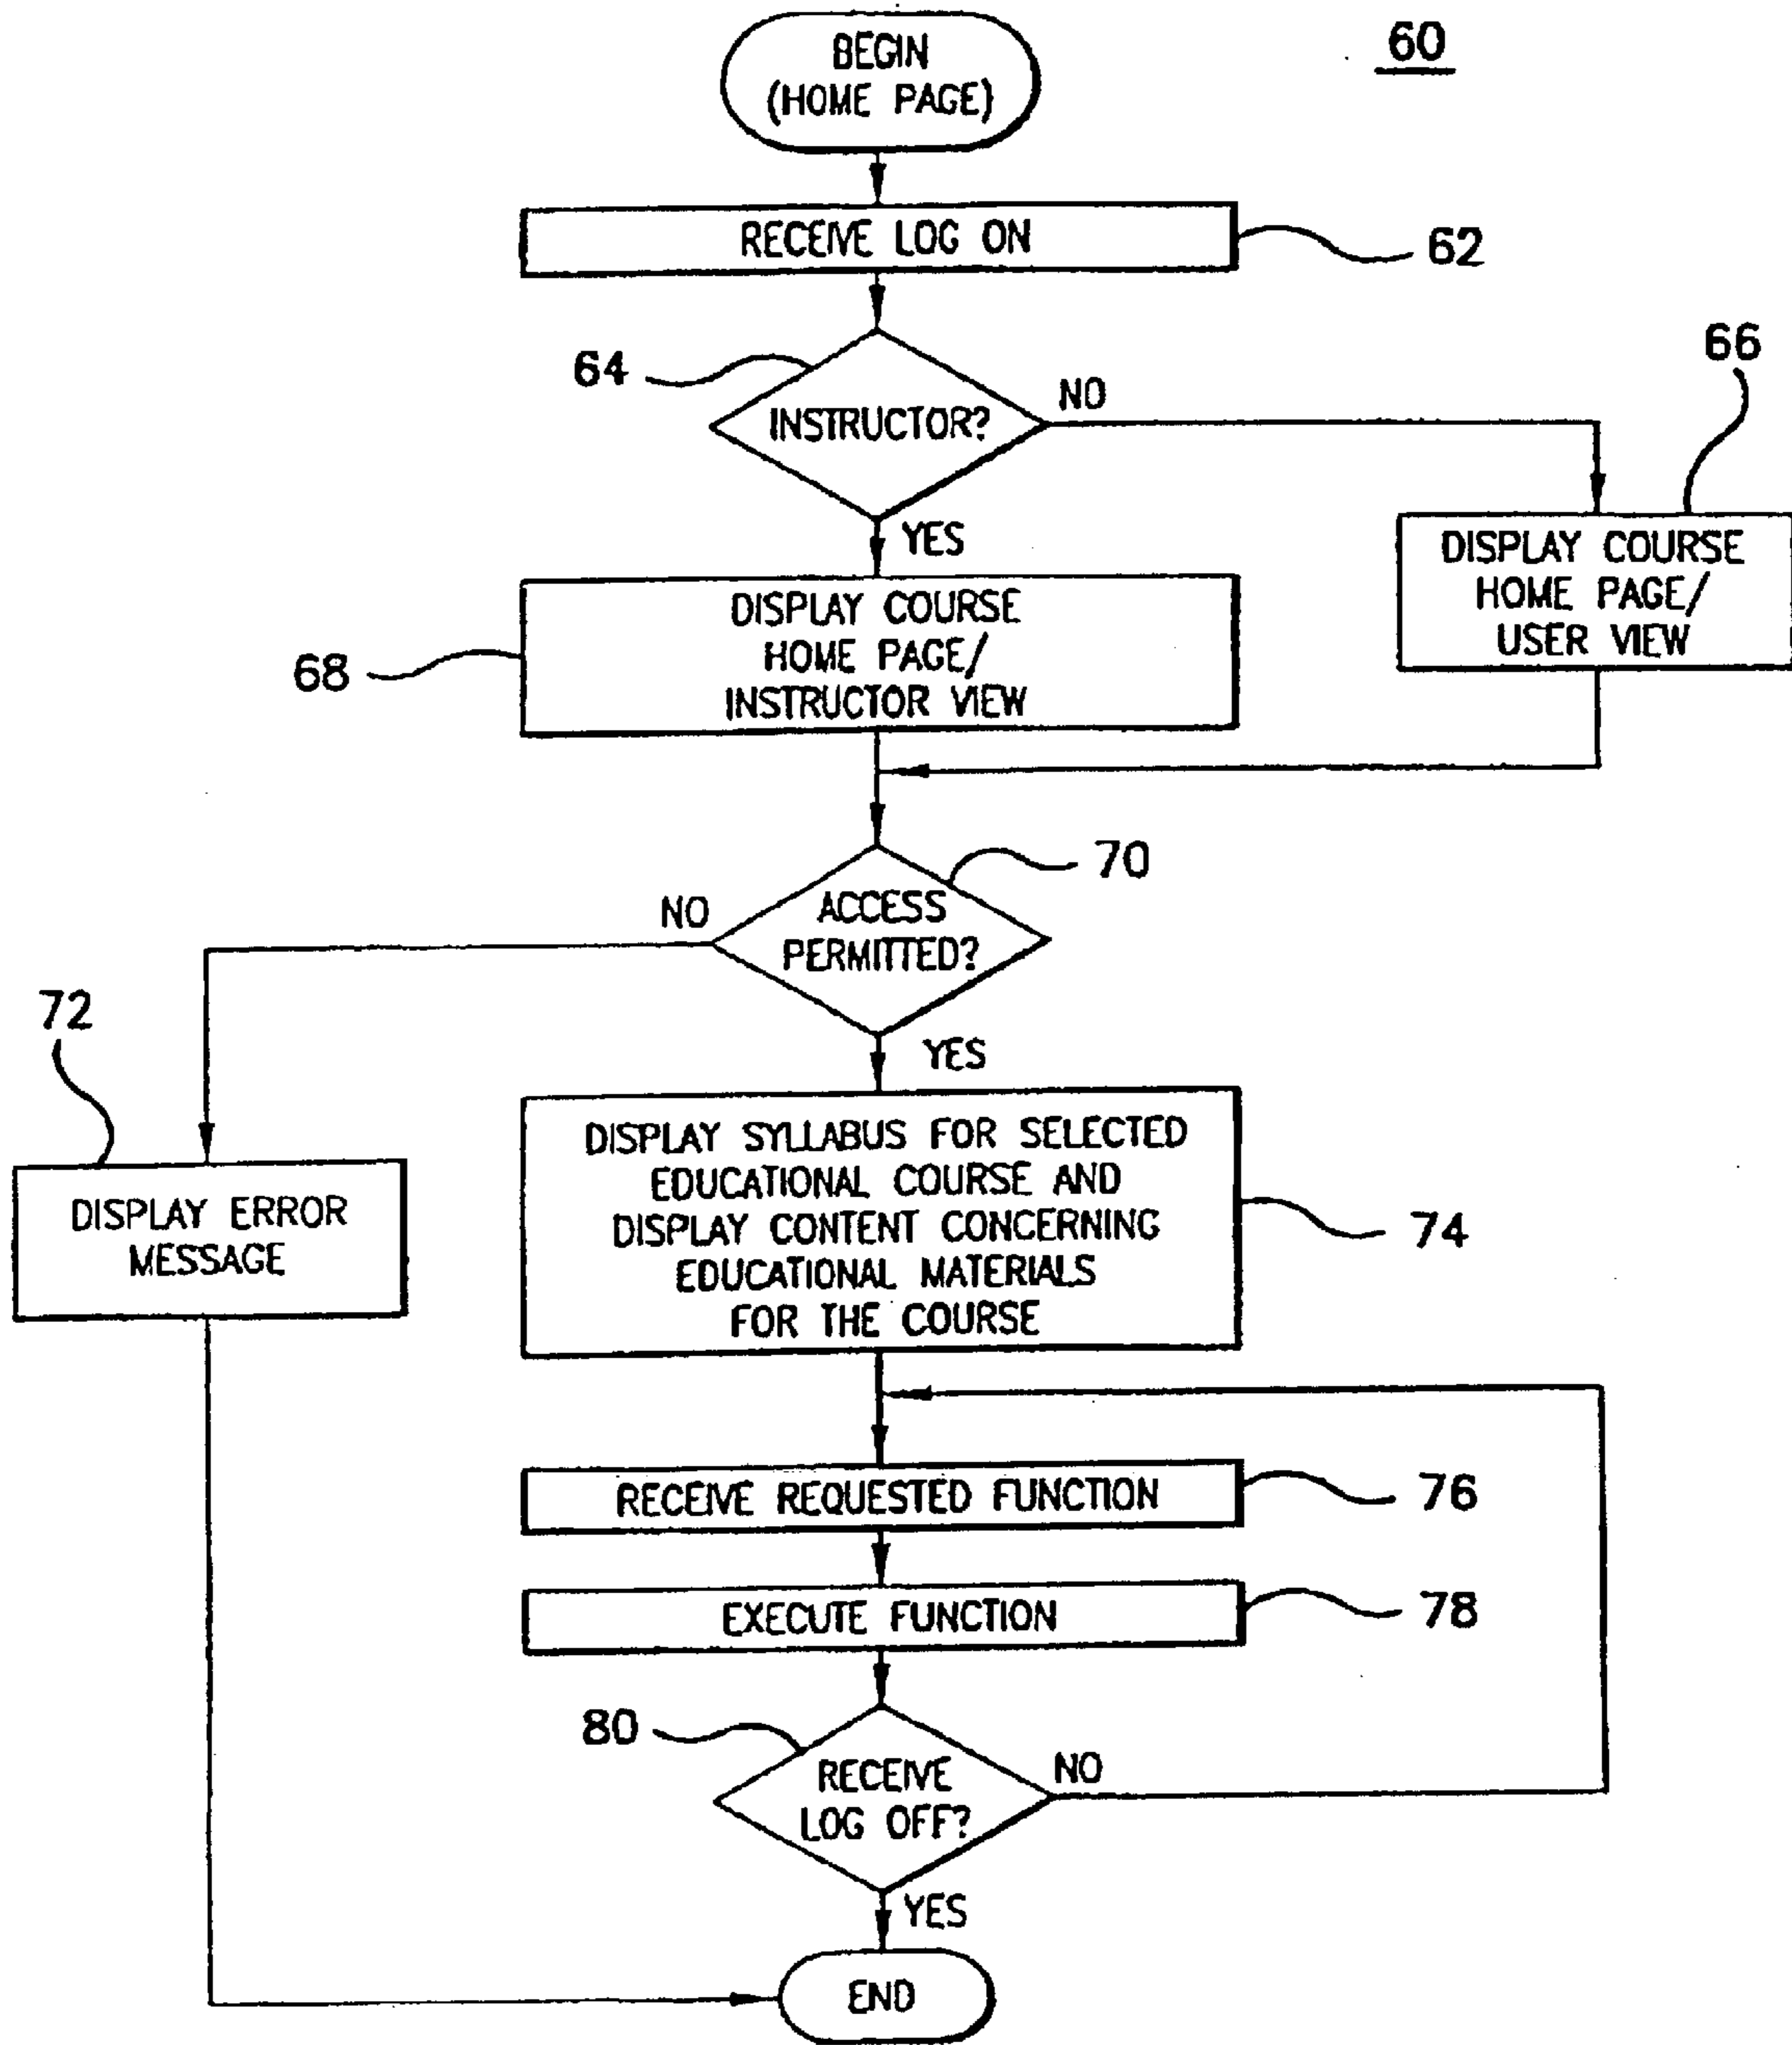 60
BEGIN
(HOME PAGE)
RECEIVE LOG ON
62
64
INSTRUCTOR?
NO
66
YES
DISPLAY COURSE
HOME PAGE/
USER VIEW
DISPLAY COURSE
HOME PAGE/
INSTRUCTOR VIEW
68
70
ACCESS
PERMITTED?
NO
YES
72
DISPLAY ERROR
MESSAGE
DISPLAY SYLLABUS FOR SELECTED
EDUCATIONAL COURSE AND
DISPLAY CONTENT CONCERNING
EDUCATIONAL MATERIALS
FOR THE COURSE
74
RECEIVE REQUESTED FUNCTION
76
EXECUTE FUNCTION
78
80
RECEIVE
LOG OFF?
NO
YES
END